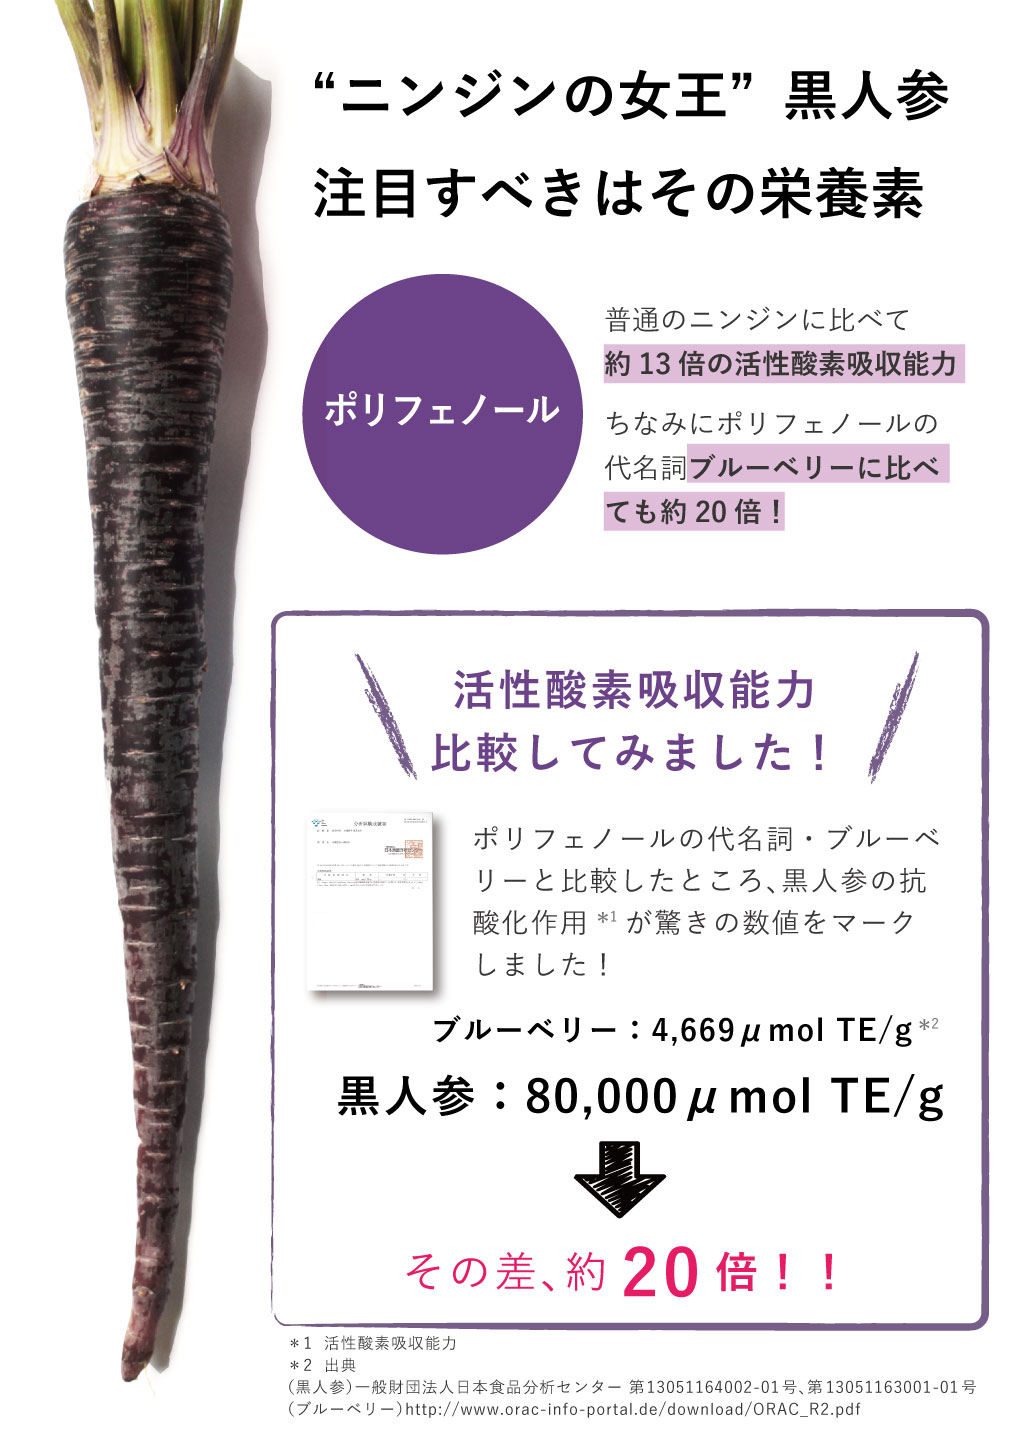 “ニンジンの女王” 黒人参
注目すべきはその栄養素
ポリフェノール
普通のニンジンに比べて
約 13 倍の活性酸素吸収能力
ちなみにポリフェノールの
代名詞ブルーベリーに比べ
ても約 20 倍！
活性酸素吸収能力
比較してみました！
分析試験成績書
ポリフェノールの代名詞・ブルーベ
リーと比較したところ、黒人参の抗
酸化作用 *1 が驚きの数値をマーク
しました！
ブルーベリー：4,669μmol TE/g *2
黒人参：80,000μmol TE/g
その差、約 20 倍！！
*1 活性酸素吸収能力
*2 出典
（黒人参）一般財団法人日本食品分析センター 第13051164002-01号、第13051163001-01号
（ブルーベリー）http://www.orac-info-portal.de/download/ORAC_R2.pdf